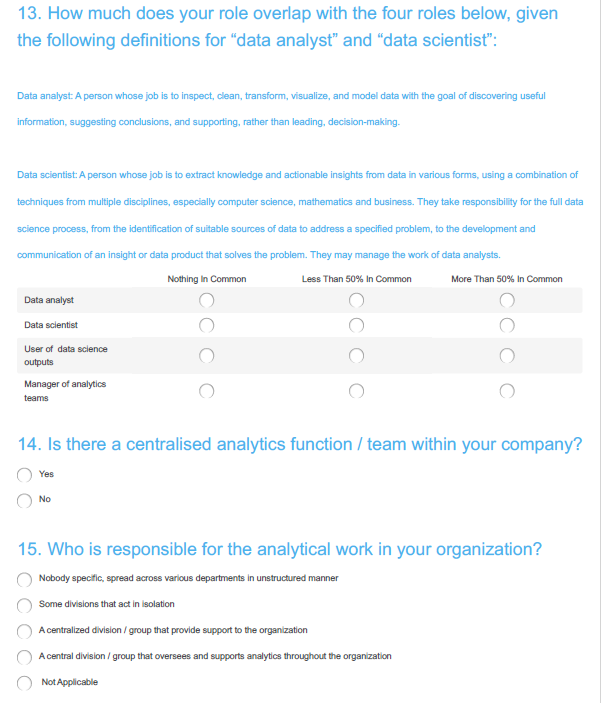 13. How much does your role overlap with the four roles below, given
the following definitions for “data analyst” and “data scientist”:
Data analyst: A person whose job is to inspect, clean, transform, visualize, and model data with the goal of discovering useful
information, suggesting conclusions, and supporting, rather than leading, decision-making.
Data scientist: A person whose job is to extract knowledge and actionable insights from data in various forms, using a combination of
techniques from multiple disciplines, especially computer science, mathematics and business. They take responsibility for the full data
science process, from the identification of suitable sources of data to address a specified problem, to the development and
communication of an insight or data product that solves the problem. They may manage the work of data analysts.
Nothing In Common Less Than 50% In Common More Than 50% In Common
Data analyst
Data scientist
User of data science
outputs
Manager of analytics
teams
14. Is there a centralised analytics function / team within your company?
Yes
No
15. Who is responsible for the analytical work in your organization?
Nobody specific, spread across various departments in unstructured manner
Some divisions that act in isolation
A centralized division / group that provide support to the organization
A central division / group that oversees and supports analytics throughout the organization
Not Applicable